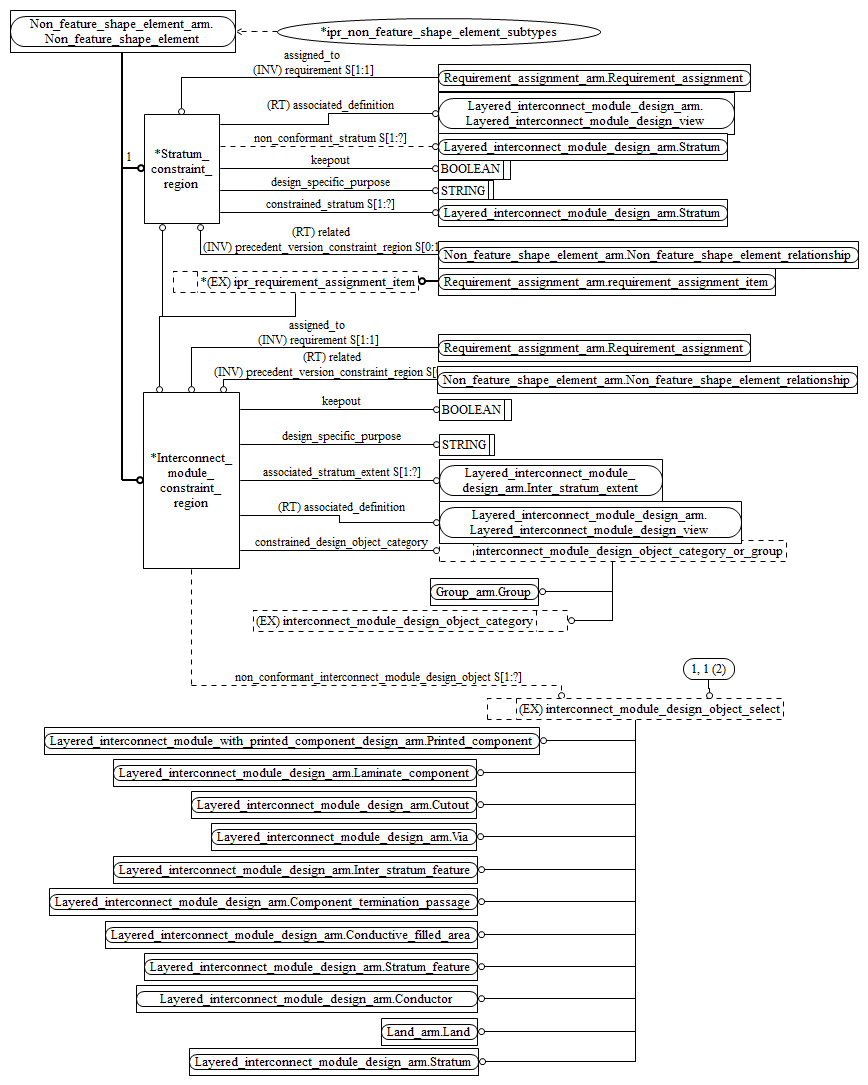 Non_feature_shape_element_arm.
Non_feature_shape_element
*ipr_non_feature_shape_element_subtypes
assigned_to
(INV) requirement S[1:1]
Requirement_assignment_arm.Requirement_assignment
(RT) associated_definition
Layered_interconnect_module_design_arm.
Layered_interconnect_module_design_view
non_conformant_stratum S[1:?]
Layered_interconnect_module_design_arm.Stratum
1
*Stratum_
constraint_
region
keepout
BOOLEAN
design_specific_purpose
STRING
constrained_stratum S[1:?]
Layered_interconnect_module_design_arm.Stratum
(RT) related
(INV) precedent_version_constraint_region S[0:1
Non_feature_shape_element_arm.Non_feature_shape_element_relationship
*(EX) ipr_requirement_assignment_item
Requirement_assignment_arm.requirement_assignment_item
assigned_to
(INV) requirement S[1:1]
Requirement_assignment_arm.Requirement_assignment
(RT) related
(INV) precedent_version_constraint_region S[
Non_feature_shape_element_arm.Non_feature_shape_element_relationship
keepout
BOOLEAN
design_specific_purpose
STRING
*Interconnect_
module_
constraint_
region
associated_stratum_extent S[1:?]
Layered_interconnect_module_
design_arm.Inter_stratum_extent
(RT) associated_definition
Layered_interconnect_module_design_arm.
Layered_interconnect_module_design_view
constrained_design_object_category
interconnect_module_design_object_category_or_group
Group_arm.Group
(EX) interconnect_module_design_object_category
non_conformant_interconnect_module_design_object S[1:?]
1, 1 (2)
(EX) interconnect_module_design_object_select
Layered_interconnect_module_with_printed_component_design_arm.Printed_component
Layered_interconnect_module_design_arm.Laminate_component
Layered_interconnect_module_design_arm.Cutout
Layered_interconnect_module_design_arm.Via
Layered_interconnect_module_design_arm.Inter_stratum_feature
Layered_interconnect_module_design_arm.Component_termination_passage
Layered_interconnect_module_design_arm.Conductive_filled_area
Layered_interconnect_module_design_arm.Stratum_feature
Layered_interconnect_module_design_arm.Conductor
Land_arm.Land
Layered_interconnect_module_design_arm.Stratum